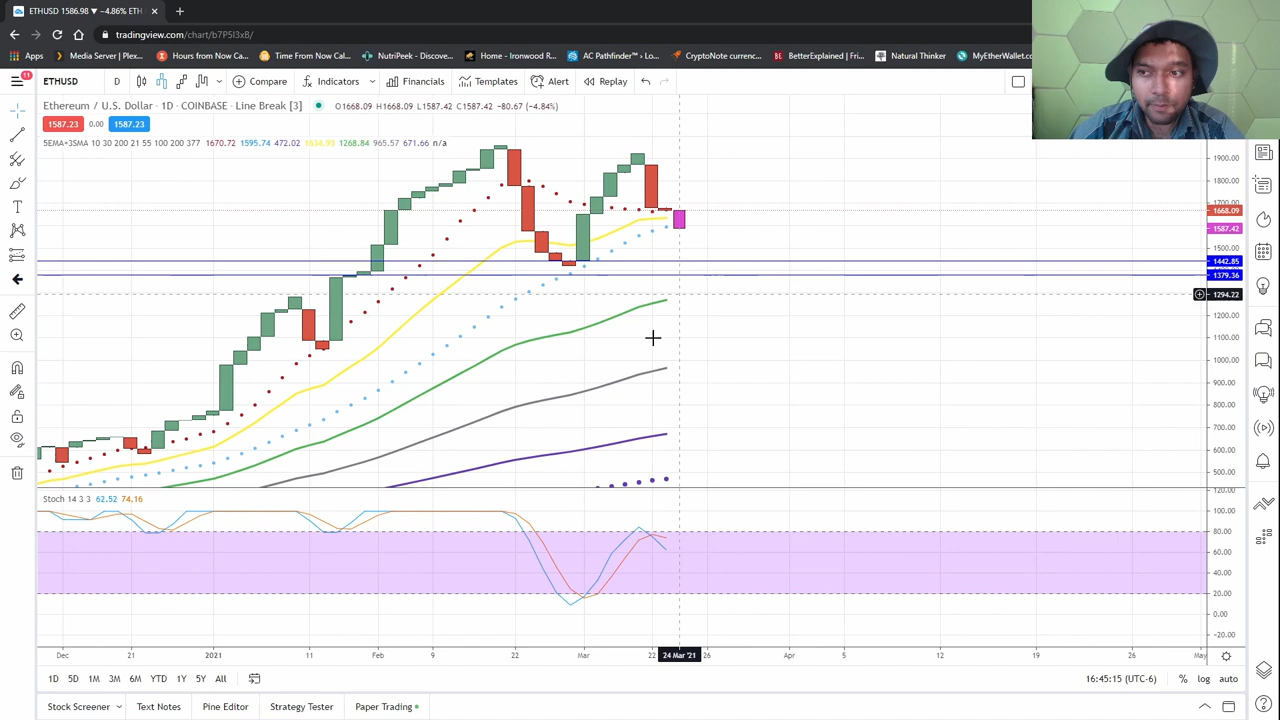 ETHUSD 1586.98 ▼ −4.86% ETH
tradingview.com/chart/b7P5I3xB/
Apps Media Server | Plex... Hours from Now Cal... Time From Now Cal... NutriPeek - Discove... Home - Ironwood R... AC Pathfinder™ › Lo... CryptoNote currenc... BetterExplained | Fri... Natural Thinker MyEtherWallet.c
11
ETHUSD D Compare Indicators Financials Templates Alert Replay
Ethereum / U.S. Dollar · 1D · COINBASE · Line Break [3] O1668.09 H1668.09 L1587.42 C1587.42 −80.67 (−4.84%)
1587.23 0.00 1587.23
5EMA+3SMA 10 30 200 21 55 100 200 377 1670.72 1595.74 472.02 1634.93 1268.84 965.57 671.66 n/a
1900.00
1800.00
1700.00
1668.09
1587.42
1500.00
1442.85
1379.36
1294.22
1200.00
1100.00
1000.00
900.00
800.00
700.00
600.00
500.00
Stoch 14 3 3 62.52 74.16
120.00
100.00
80.00
60.00
40.00
20.00
0.00
−20.00
Dec 21 2021 11 Feb 9 22 Mar 22 24 Mar '21 26 Apr 5 12 19 26 May
1D 5D 1M 3M 6M YTD 1Y 5Y All 16:45:15 (UTC-6) % log auto
Stock Screener Text Notes Pine Editor Strategy Tester Paper Trading